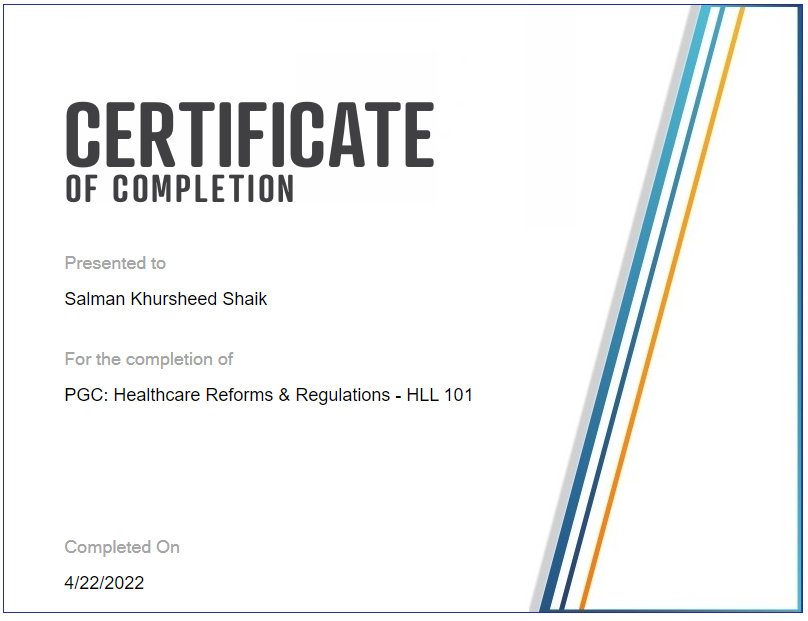 CERTIFICATE
OF COMPLETION
Presented to
Salman Khursheed Shaik
For the completion of
PGC: Healthcare Reforms & Regulations - HLL 101
Completed On
4/22/2022